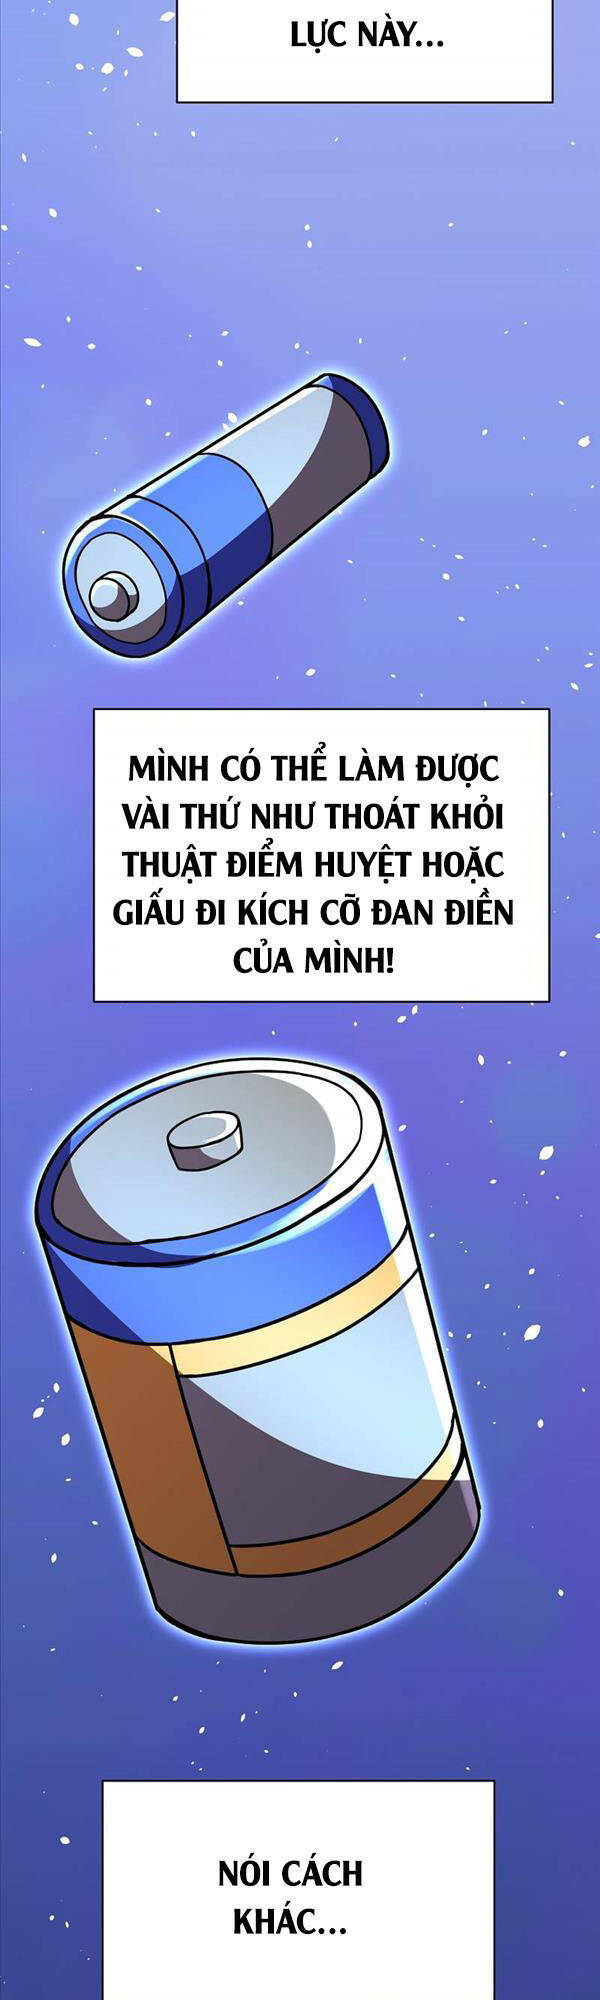 LỰC NÀY...
MÌNH CÓ THỂ LÀM ĐƯỢC
VÀI THỨ NHƯ THOÁT KHỎI
THUẬT ĐIỂM HUYỆT HOẶC
GIẤU ĐI KÍCH CỠ ĐAN ĐIỀN
CỦA MÌNH!
NÓI CÁCH
KHÁC...